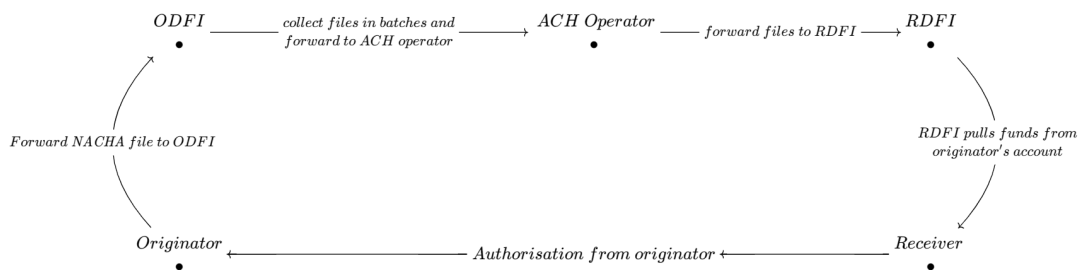 ODFI
collect files in batches and
forward to ACH operator
ACH Operator
forward files to RDFI
RDFI
Forward NACHA file to ODFI
RDFI pulls funds from
originator's account
Originator
Authorisation from originator
Receiver